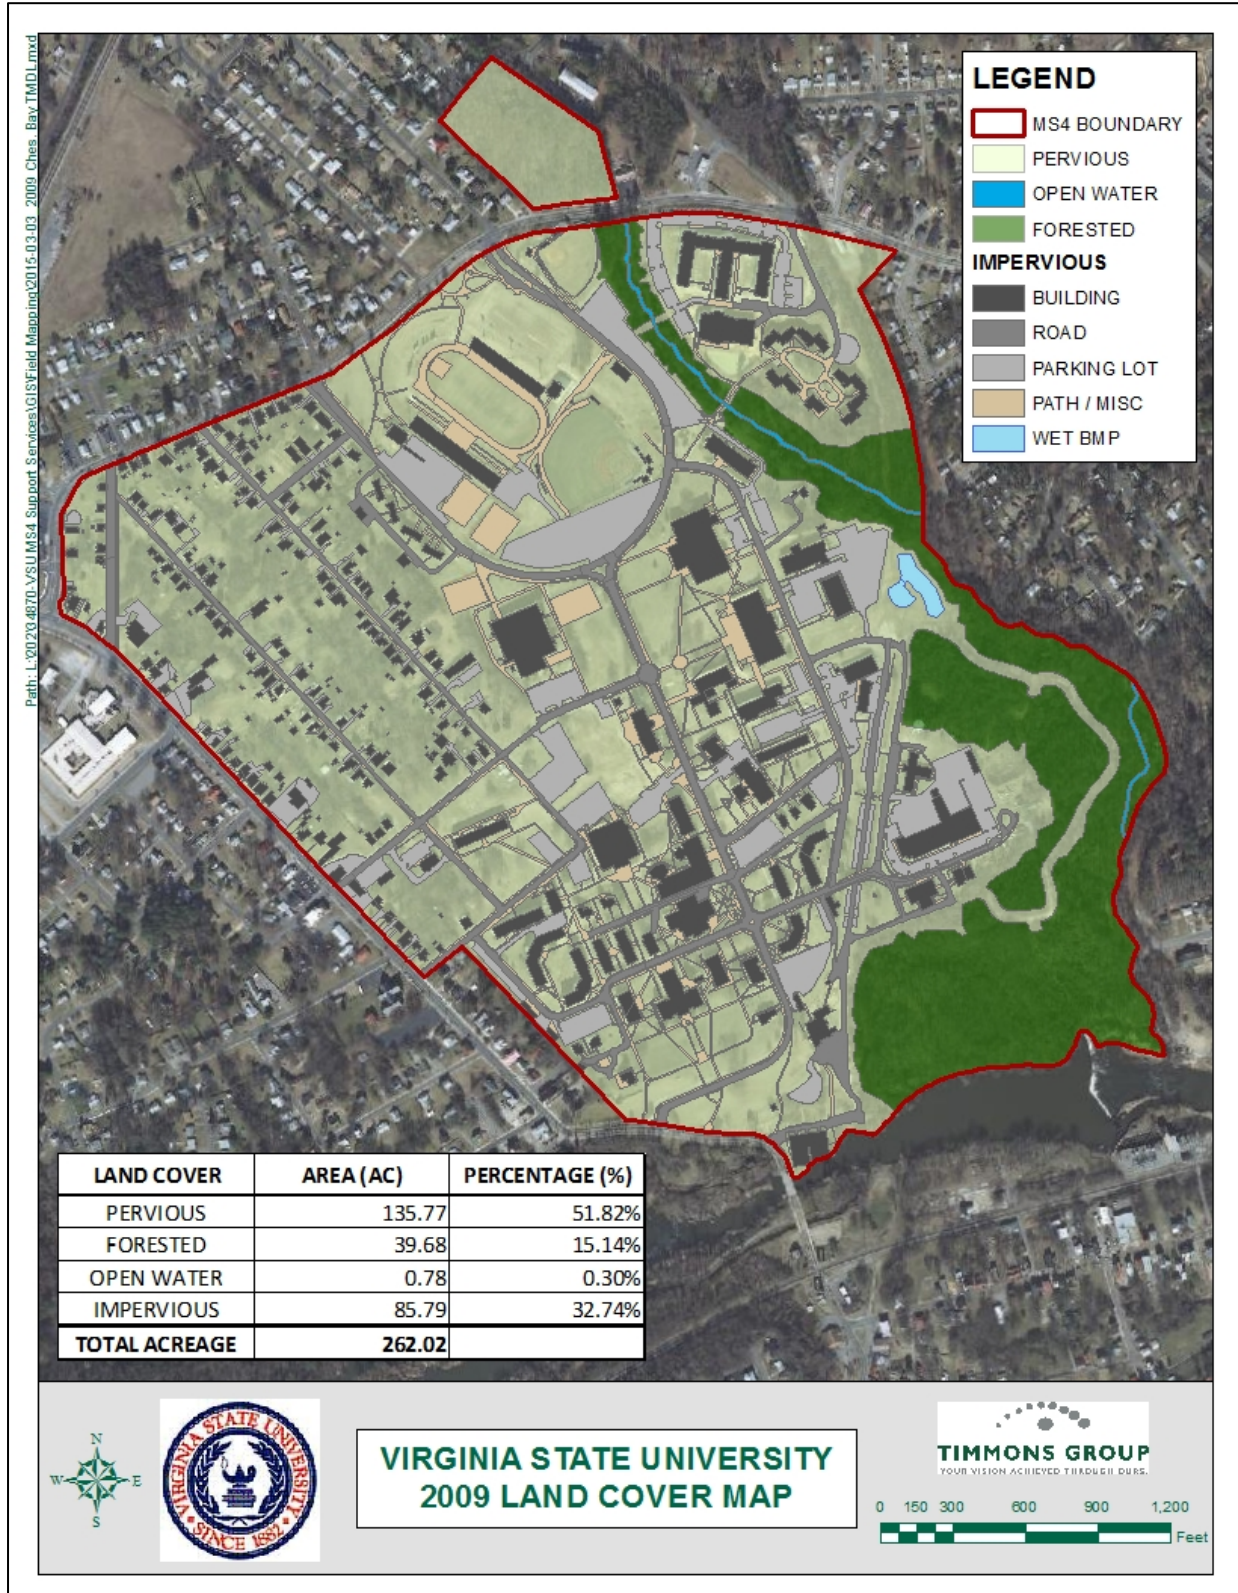 Path: L:\202\34870-VSU MS4 Support Services\GIS\Field Mapping\2015-03-03 2009 Ches. Bay TMDL.mxd
LEGEND
MS4 BOUNDARY
PERVIOUS
OPEN WATER
FORESTED
IMPERVIOUS
BUILDING
ROAD
PARKING LOT
PATH / MISC
WET BMP
LAND COVER AREA (AC) PERCENTAGE (%)
PERVIOUS 135.77 51.82%
FORESTED 39.68 15.14%
OPEN WATER 0.78 0.30%
IMPERVIOUS 85.79 32.74%
TOTAL ACREAGE 262.02
N
W E
S
VIRGINIA STATE UNIVERSITY
SINCE 1882
VIRGINIA STATE UNIVERSITY
2009 LAND COVER MAP
TIMMONS GROUP
YOUR VISION ACHIEVED THROUGH OURS.
0 150 300 600 900 1,200
Feet